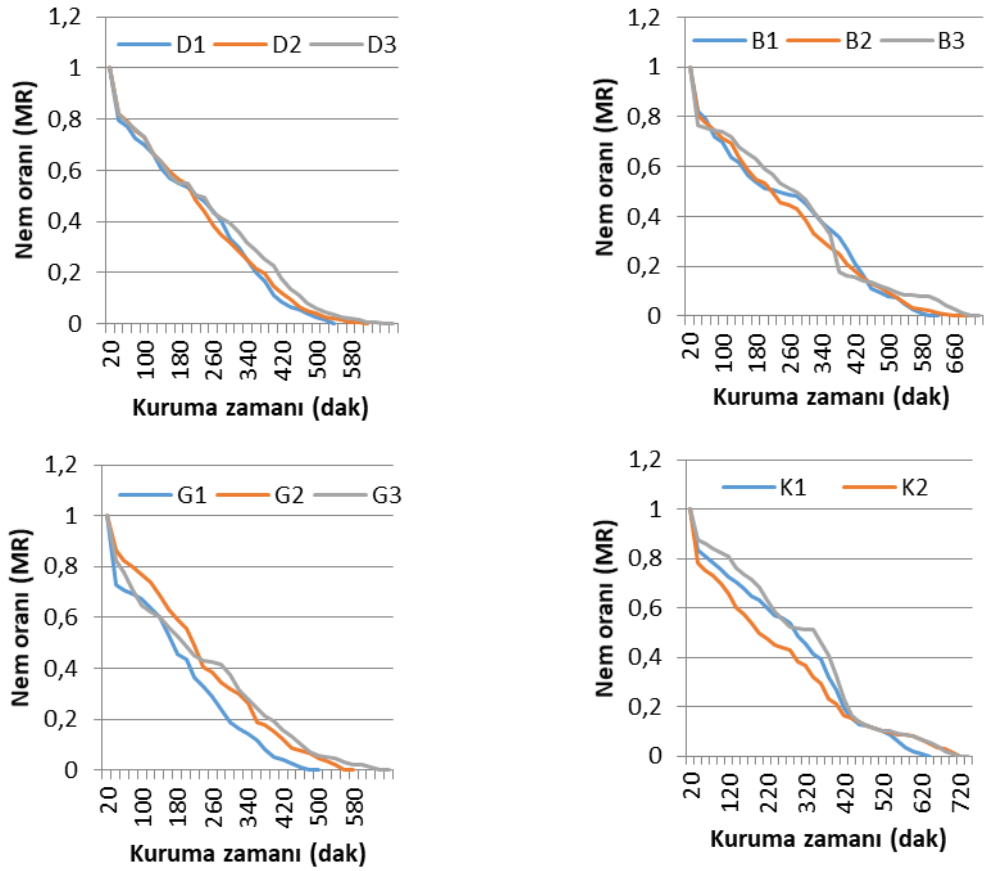 1,2
D1 D2 D3
1
0,8
0,6
0,4
0,2
0
Nem oranı (MR)
20 100 180 260 340 420 500 580
Kuruma zamanı (dak)
1,2
B1 B2 B3
1
0,8
0,6
0,4
0,2
0
Nem oranı (MR)
20 100 180 260 340 420 500 580 660
Kuruma zamanı (dak)
1,2
G1 G2 G3
1
0,8
0,6
0,4
0,2
0
Nem oranı (MR)
20 100 180 260 340 420 500 580
Kuruma zamanı (dak)
1,2
K1 K2
1
0,8
0,6
0,4
0,2
0
Nem oranı (MR)
20 120 220 320 420 520 620 720
Kuruma zamanı (dak)